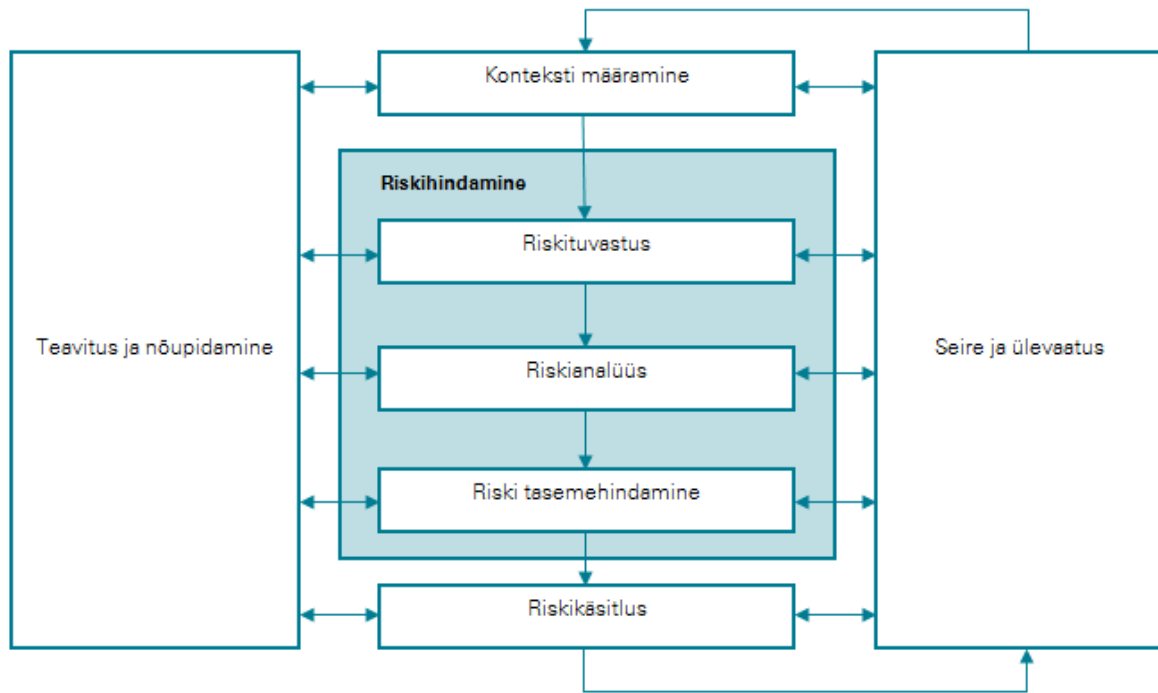 Konteksti määramine
Riskihindamine
Riskituvastus
Teavitus ja nõupidamine
Riskianalüüs
Seire ja ülevaatus
Riski tasemehindamine
Riskikäsitlus